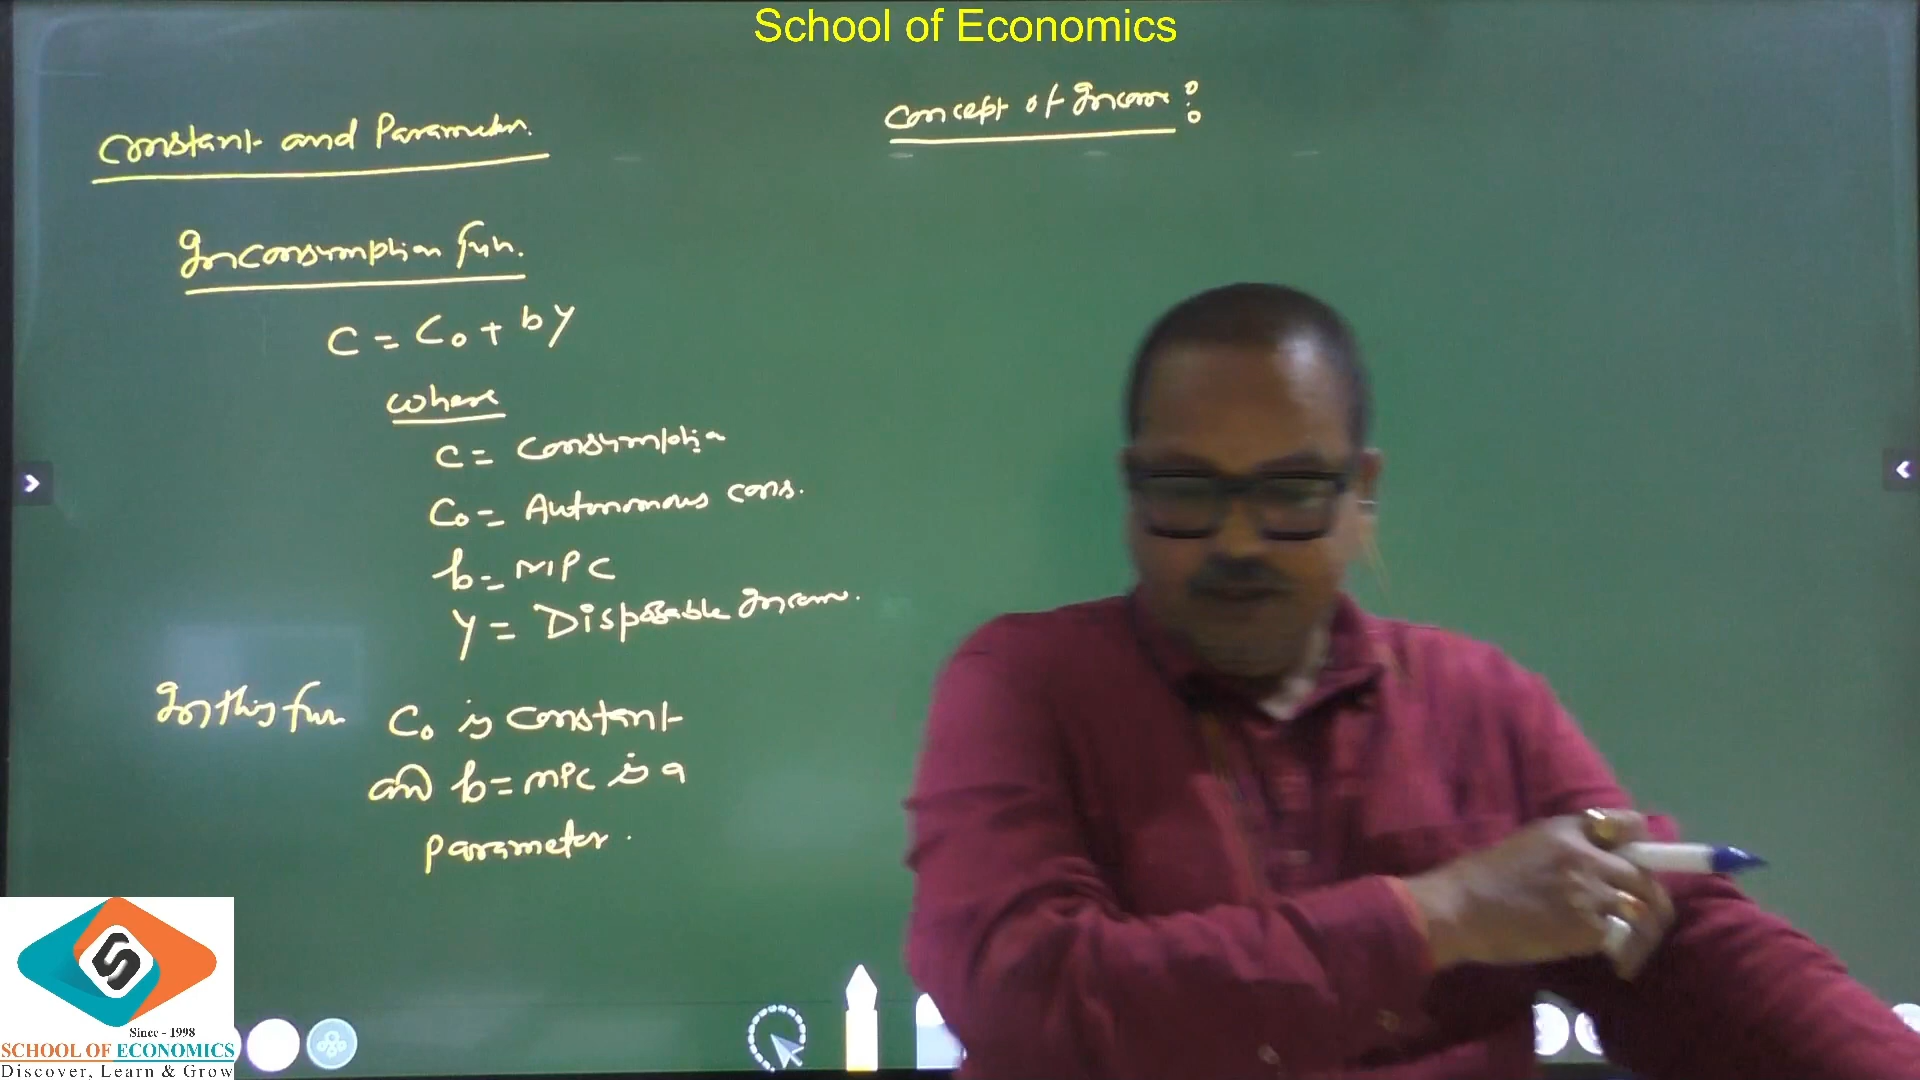 School of Economics
Constant and Parameter.
In consumption fun.
C = C₀ + bY
where
C = Consumption
C₀ = Autonomous cons.
b = MPC
Y = Disposable Income.
In this fun C₀ is constant
and b = MPC is a
parameter.
Concept of Income :
S
Since - 1998
SCHOOL OF ECONOMICS
Discover, Learn & Grow